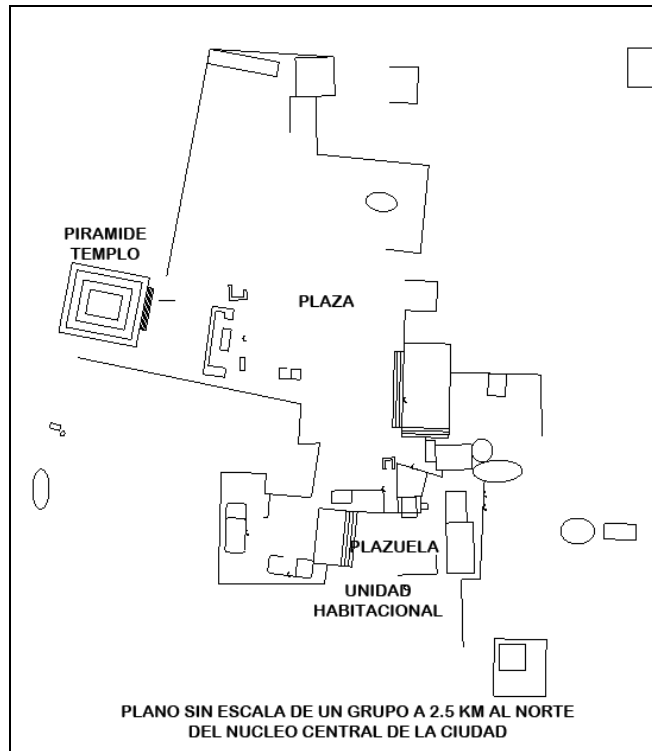 PIRAMIDE
TEMPLO
PLAZA
PLAZUELA
UNIDAD
HABITACIONAL
PLANO SIN ESCALA DE UN GRUPO A 2.5 KM AL NORTE
DEL NUCLEO CENTRAL DE LA CIUDAD